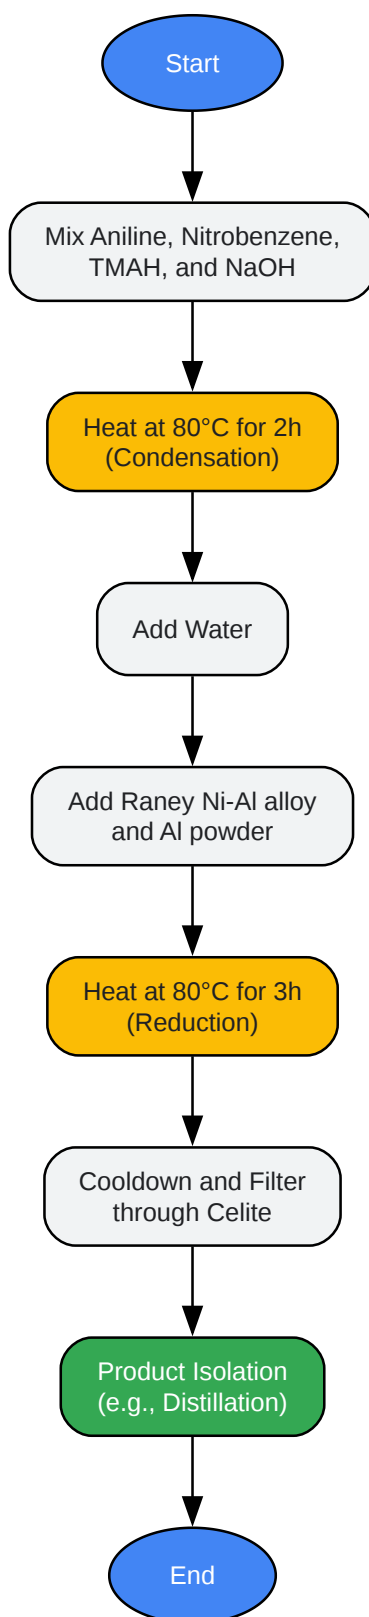 Start
Mix Aniline, Nitrobenzene,
TMAH, and NaOH
Heat at 80°C for 2h
(Condensation)
Add Water
Add Raney Ni-Al alloy
and Al powder
Heat at 80°C for 3h
(Reduction)
Cooldown and Filter
through Celite
Product Isolation
(e.g., Distillation)
End